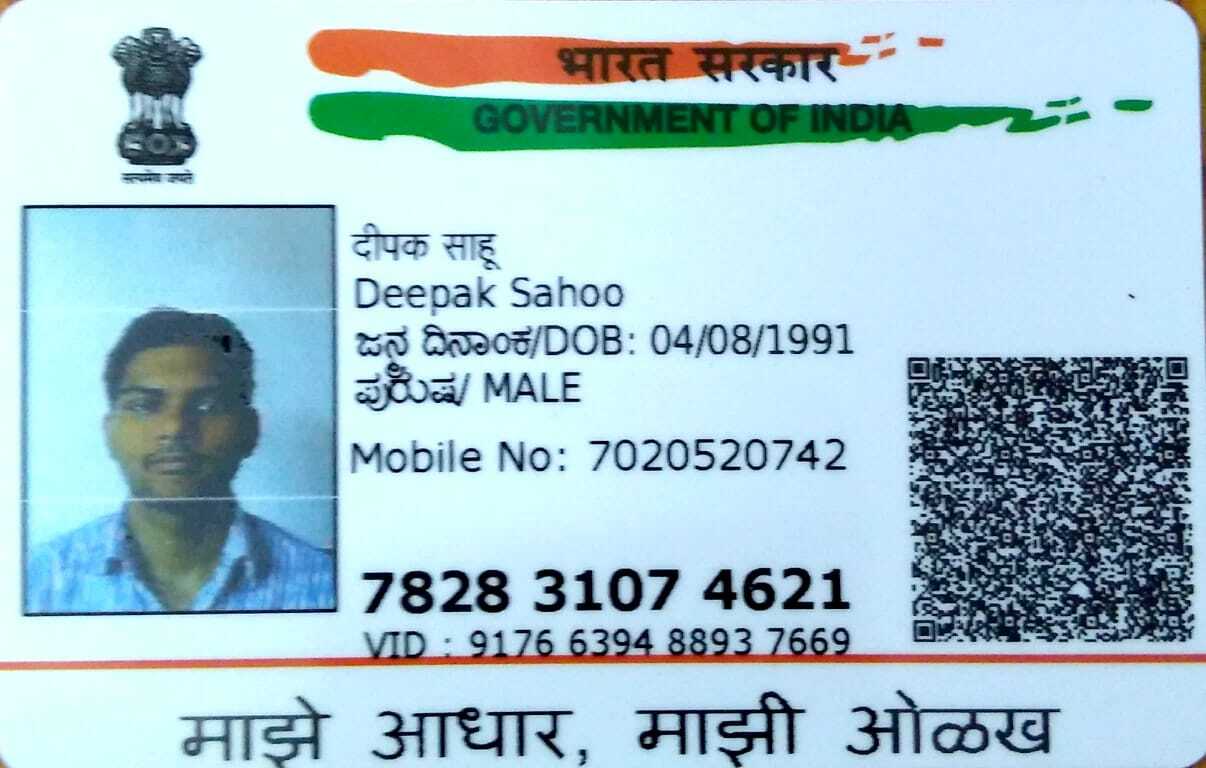 भारत सरकार
GOVERNMENT OF INDIA
सत्यमेव जयते
दीपक साहू
Deepak Sahoo
ಜನ್ಮ ದಿನಾಂಕ/DOB: 04/08/1991
ಪುರುಷ/ MALE
Mobile No: 7020520742
7828 3107 4621
VID : 9176 6394 8893 7669
माझे आधार, माझी ओळख